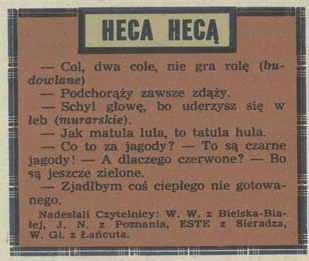 HECA HECĄ
— Col, dwa cole, nie gra rolę (bu-
dowlane)
— Podchorąży zawsze zdąży.
— Schyl głowę, bo uderzysz się w
łeb (murarskie).
— Jak matula lula, to tatula hula.
— Co to za jagody? — To są czarne
jagody! — A dlaczego czerwone? — Bo
są jeszcze zielone.
— Zjadłbym coś ciepłego nie gotowa-
nego.
Nadesłali Czytelnicy: W. W. z Bielska-Bia-
łej, J. N. z Poznania, ESTE z Sieradza,
W. Gl. z Łańcuta.